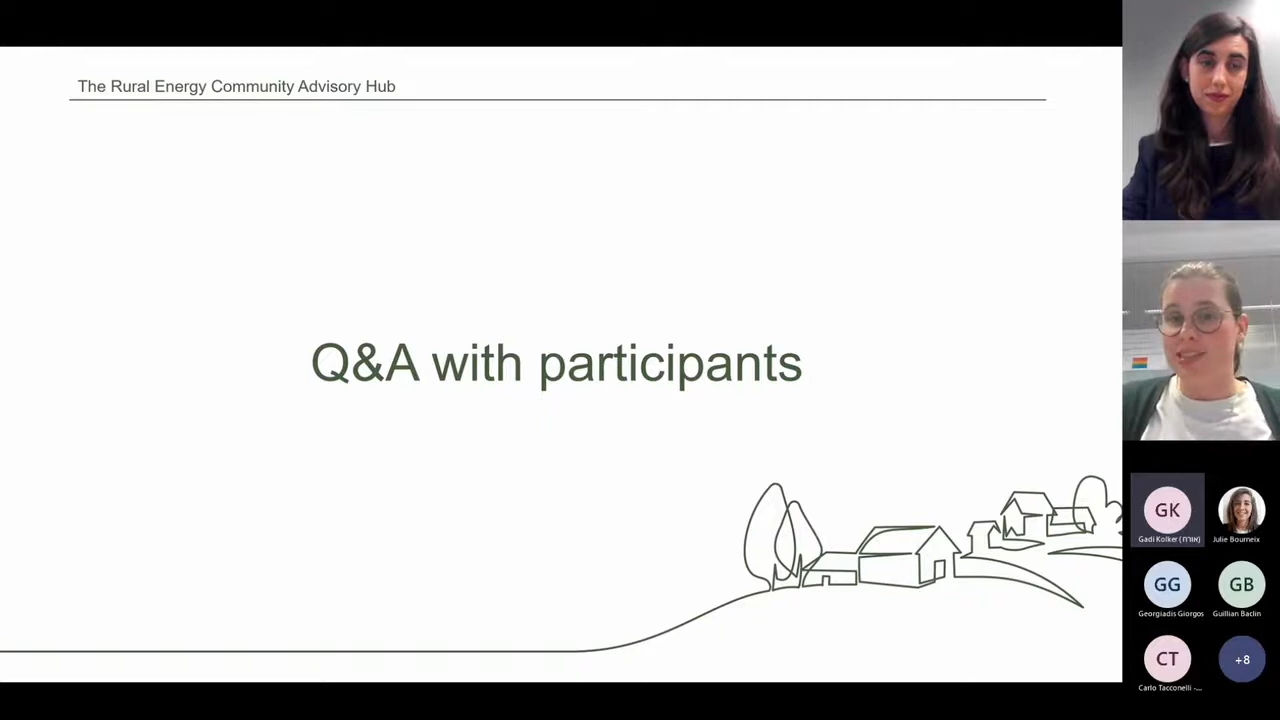 The Rural Energy Community Advisory Hub
Q&A with participants
GK
Gadi Kolker (אורח)
Julie Bourneix
GG
Georgiadis Giorgos
GB
Guillian Baclin
CT
Carlo Tacconelli -...
+8